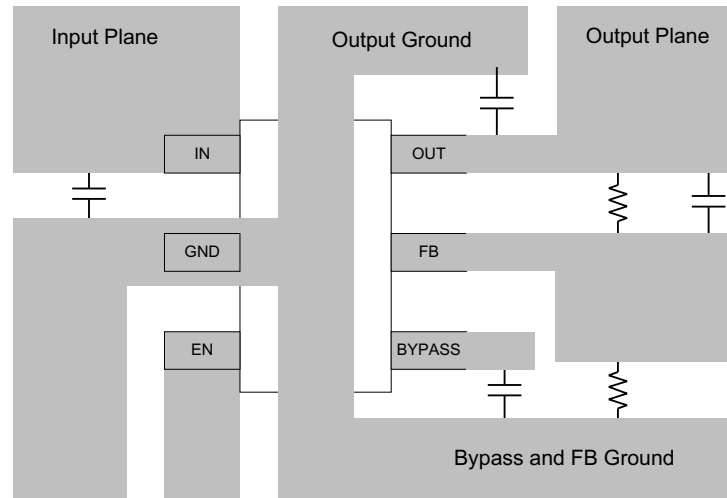 Input Plane
Output Ground
Output Plane
IN
OUT
GND
FB
EN
BYPASS
Bypass and FB Ground